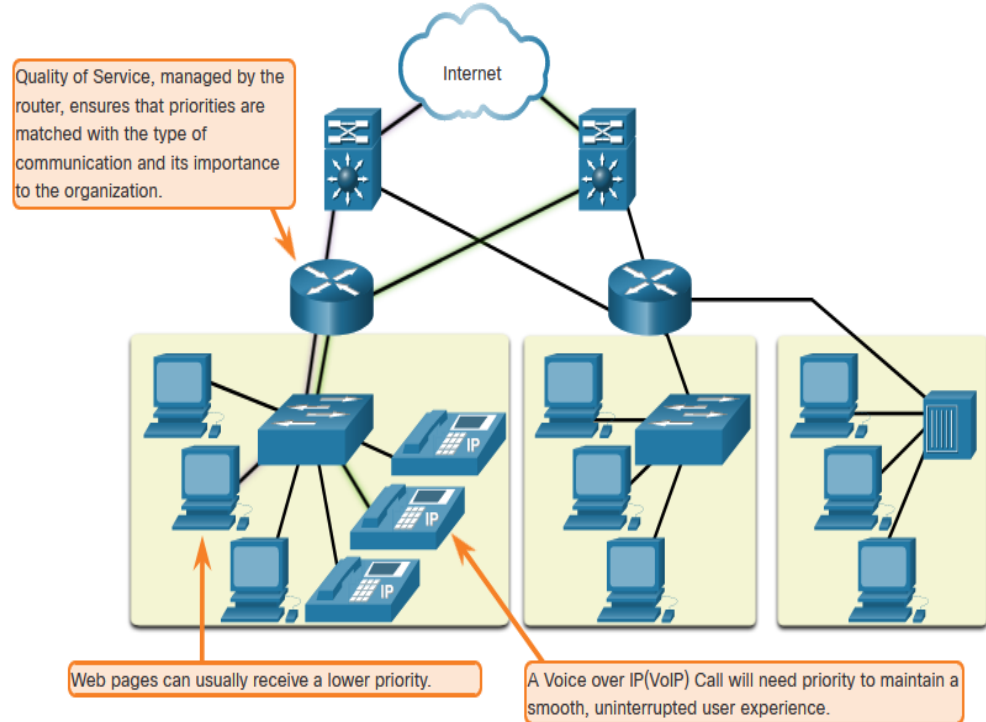 Internet
Quality of Service, managed by the
router, ensures that priorities are
matched with the type of
communication and its importance
to the organization.
IP
IP
IP
Web pages can usually receive a lower priority.
A Voice over IP(VoIP) Call will need priority to maintain a
smooth, uninterrupted user experience.